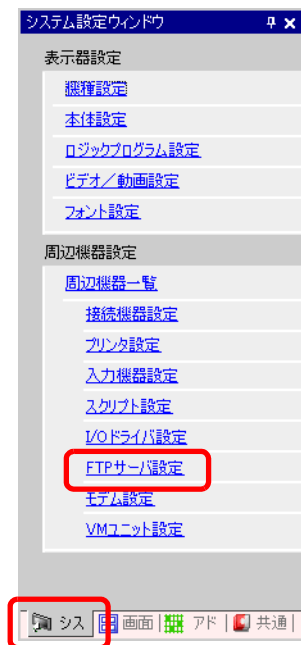 システム設定ウィンドウ
表示器設定
機種設定
本体設定
ロジックプログラム設定
ビデオ／動画設定
フォント設定
周辺機器設定
周辺機器一覧
接続機器設定
プリンタ設定
入力機器設定
スクリプト設定
I/Oドライバ設定
FTPサーバ設定
モデム設定
VMユニット設定
シス 画面 アド 共通